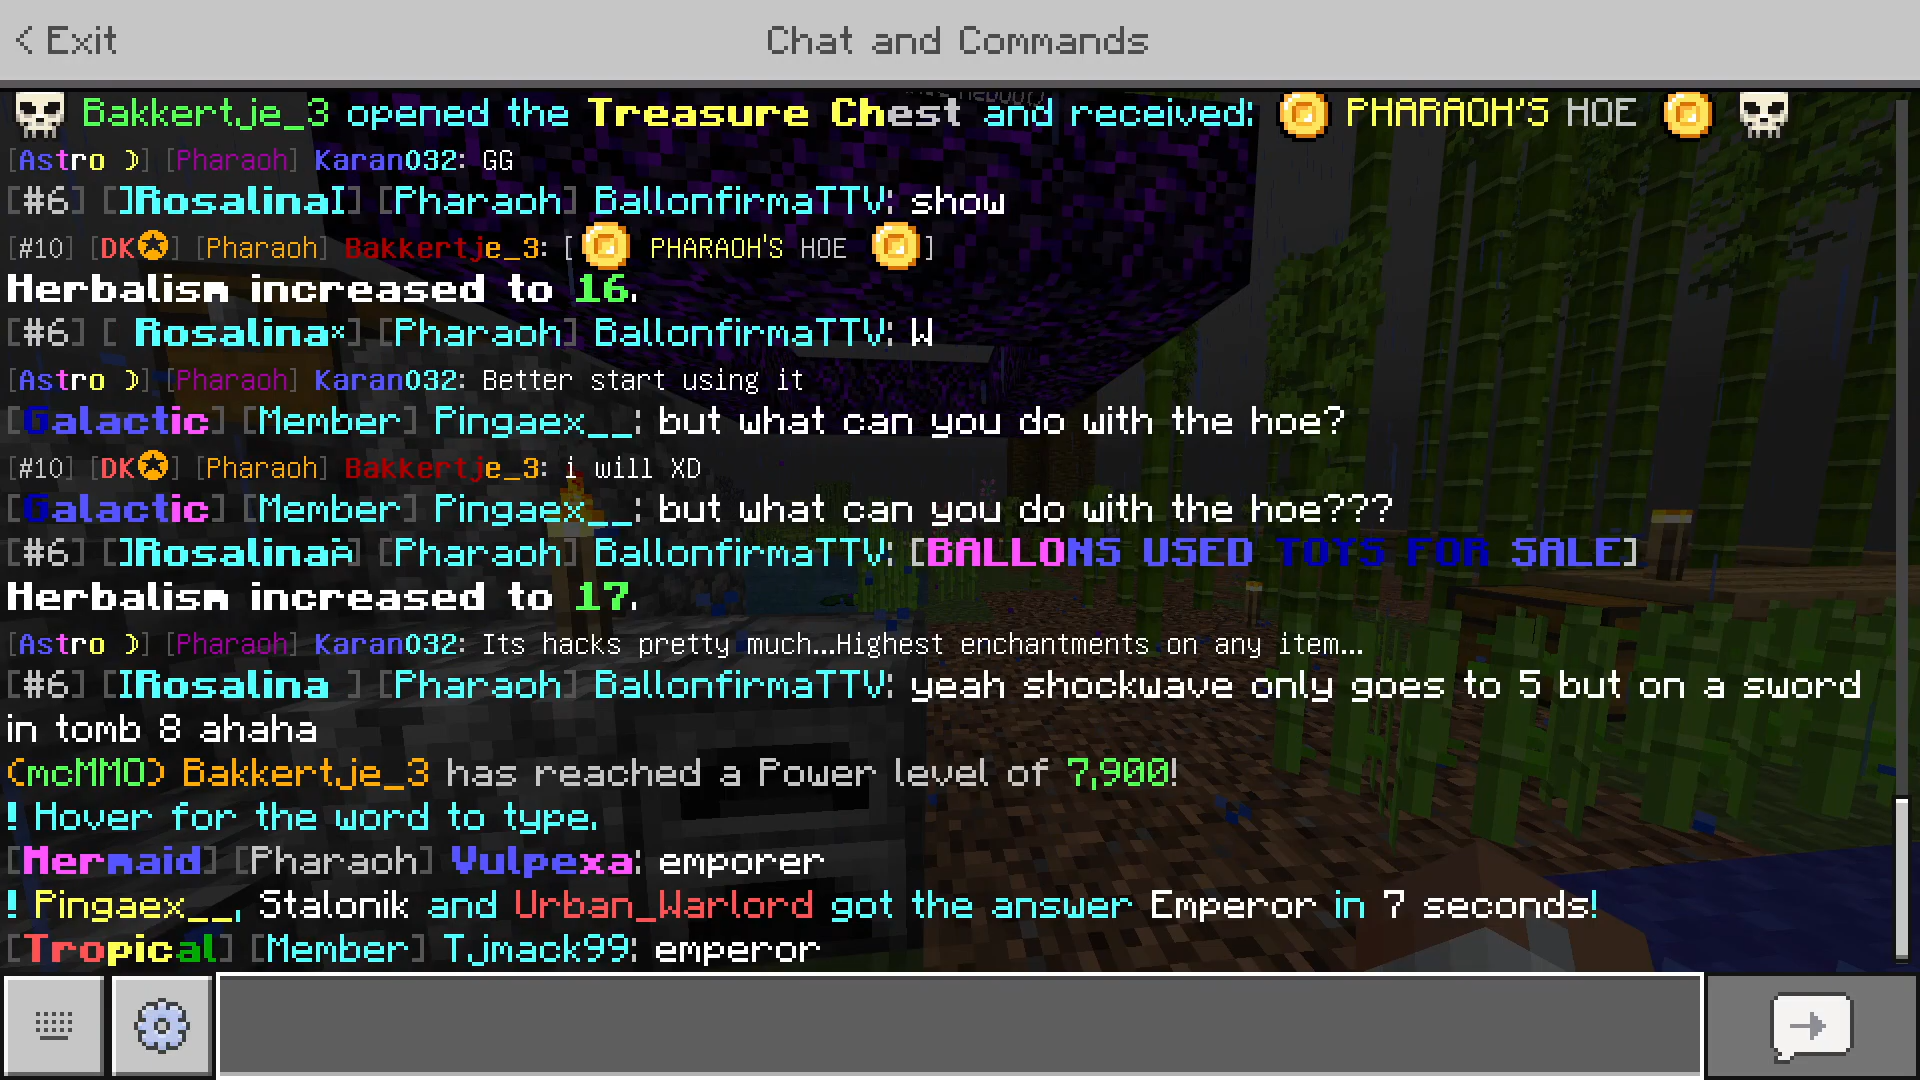 < Exit
Chat and Commands
Bakkertje_3 opened the Treasure Chest and received: PHARAOH'S HOE
[Astro ☽] [Pharaoh] Karan032: GG
[#6] []RosalinaI] [Pharaoh] BallonfirmaTTV: show
[#10] [DK✪] [Pharaoh] Bakkertje_3: [ PHARAOH'S HOE ]
Herbalism increased to 16.
[#6] [ Rosalina×] [Pharaoh] BallonfirmaTTV: W
[Astro ☽] [Pharaoh] Karan032: Better start using it
[Galactic] [Member] Pingaex__: but what can you do with the hoe?
[#10] [DK✪] [Pharaoh] Bakkertje_3: i will XD
[Galactic] [Member] Pingaex__: but what can you do with the hoe???
[#6] []Rosalina] [Pharaoh] BallonfirmaTTV: [BALLONS USED TOYS FOR SALE]
Herbalism increased to 17.
[Astro ☽] [Pharaoh] Karan032: Its hacks pretty much...Highest enchantments on any item...
[#6] [IRosalina ] [Pharaoh] BallonfirmaTTV: yeah shockwave only goes to 5 but on a sword
in tomb 8 ahaha
(mcMMO) Bakkertje_3 has reached a Power level of 7,900!
! Hover for the word to type.
[Mermaid] [Pharaoh] Vulpexa: emporer
! Pingaex__, Stalonik and Urban_Warlord got the answer Emperor in 7 seconds!
[Tropical] [Member] Tjmack99: emperor